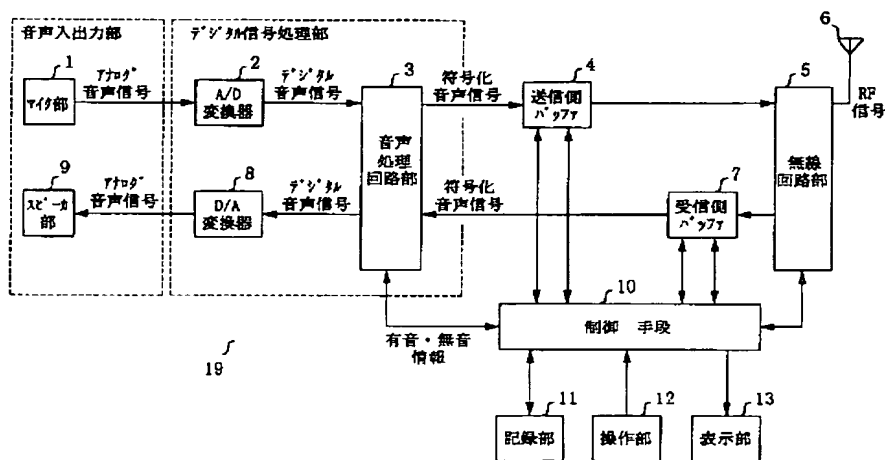 音声入出力部
デジタル信号処理部
1
マイク部
アナログ
音声信号
2
A/D
変換器
デジタル
音声信号
3
音声
処理
回路部
符号化
音声信号
4
送信側
バッファ
5
無線
回路部
6
RF
信号
9
スピーカ
部
アナログ
音声信号
8
D/A
変換器
デジタル
音声信号
符号化
音声信号
7
受信側
バッファ
10
制御 手段
有音・無音
情報
19
11
記録部
12
操作部
13
表示部